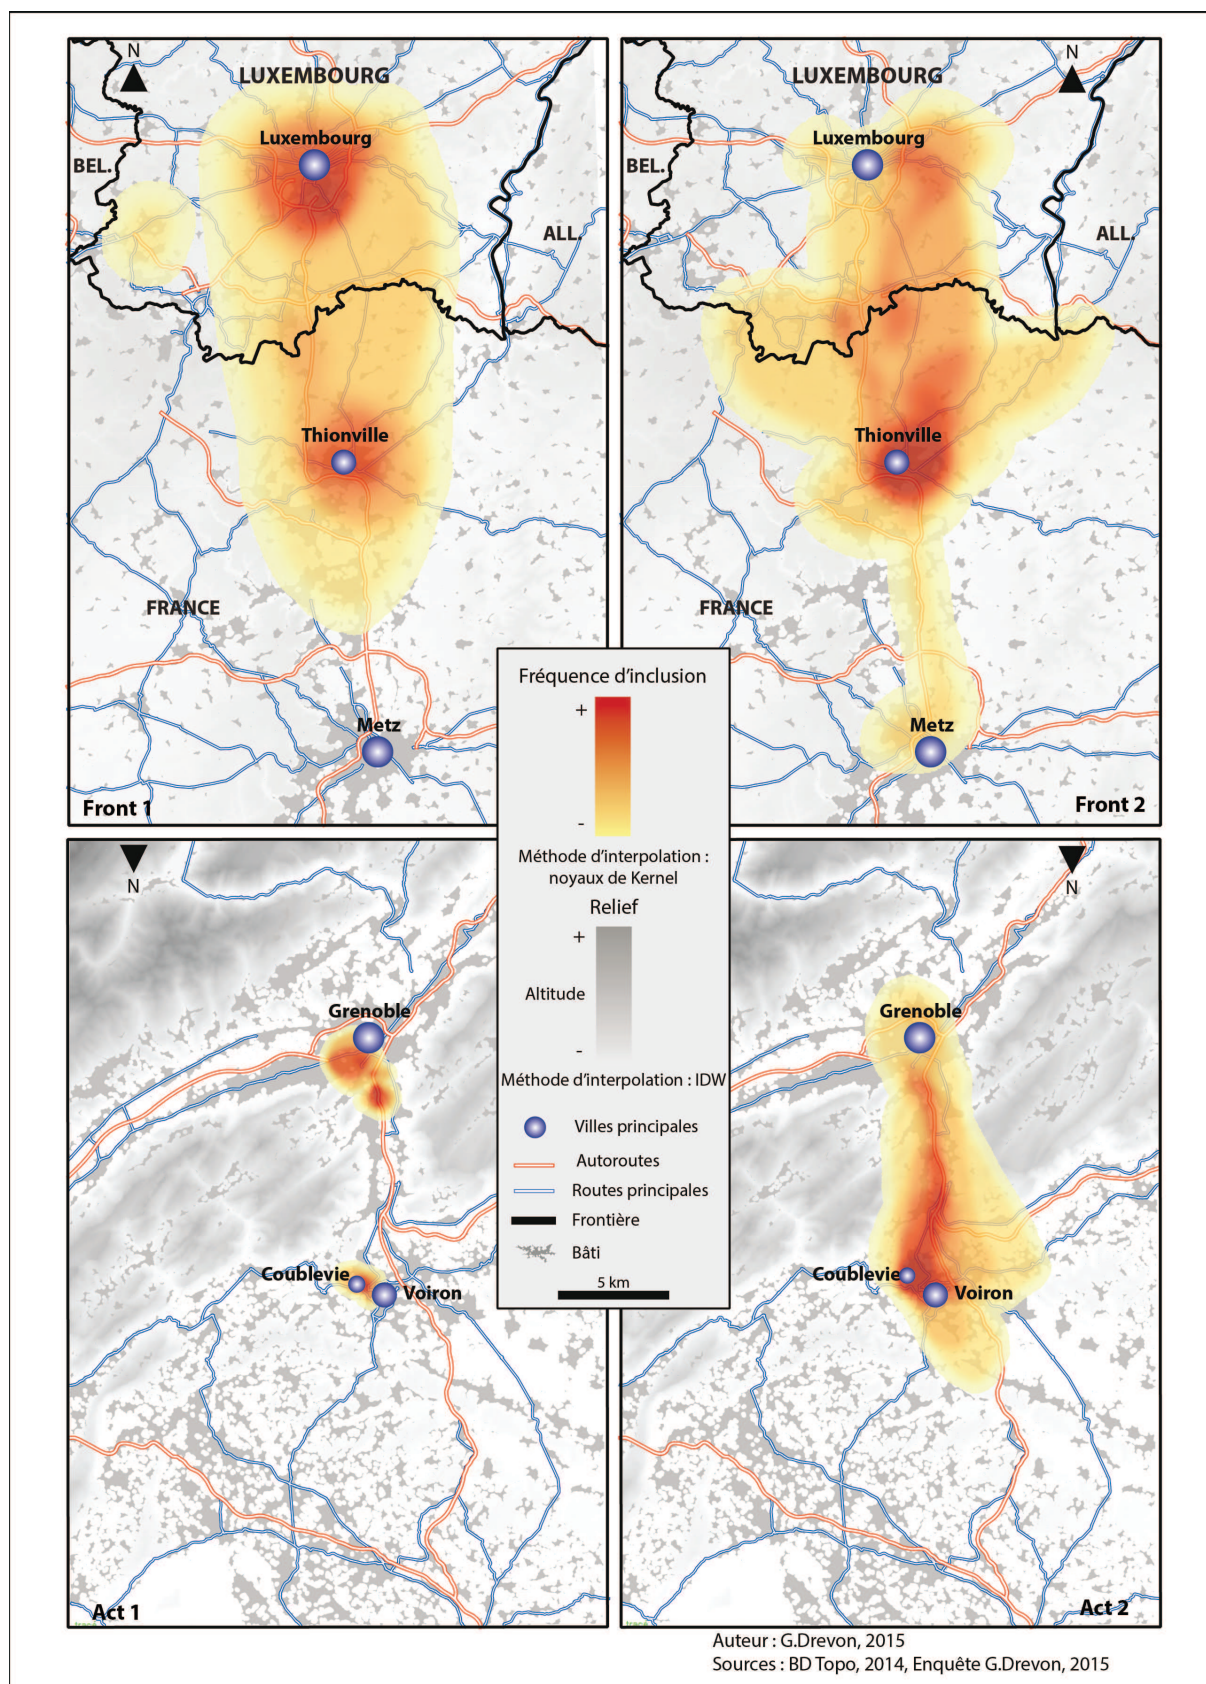 N
LUXEMBOURG
Luxembourg
BEL.
ALL.
Thionville
FRANCE
Metz
Front 1
LUXEMBOURG
N
Luxembourg
BEL.
ALL.
Thionville
FRANCE
Metz
Front 2
Fréquence d'inclusion
+
-
Méthode d'interpolation :
noyaux de Kernel
Relief
+
Altitude
-
Méthode d'interpolation : IDW
Villes principales
Autoroutes
Routes principales
Frontière
Bâti
5 km
N
Grenoble
Coublevie
Voiron
Act 1
N
Grenoble
Coublevie
Voiron
Act 2
Auteur : G.Drevon, 2015
Sources : BD Topo, 2014, Enquête G.Drevon, 2015